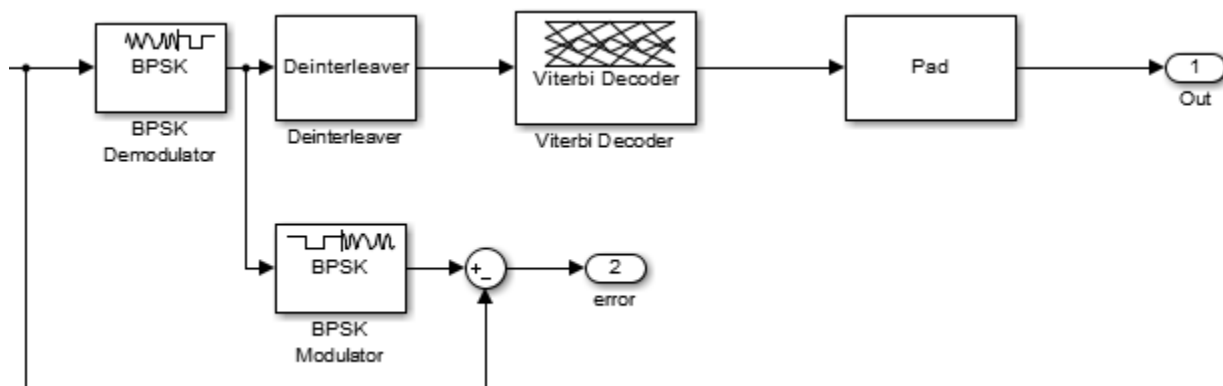 BPSK
BPSK
Demodulator
Deinterleaver
Deinterleaver
Viterbi Decoder
Viterbi Decoder
Pad
1
Out
BPSK
BPSK
Modulator
+
_
2
error